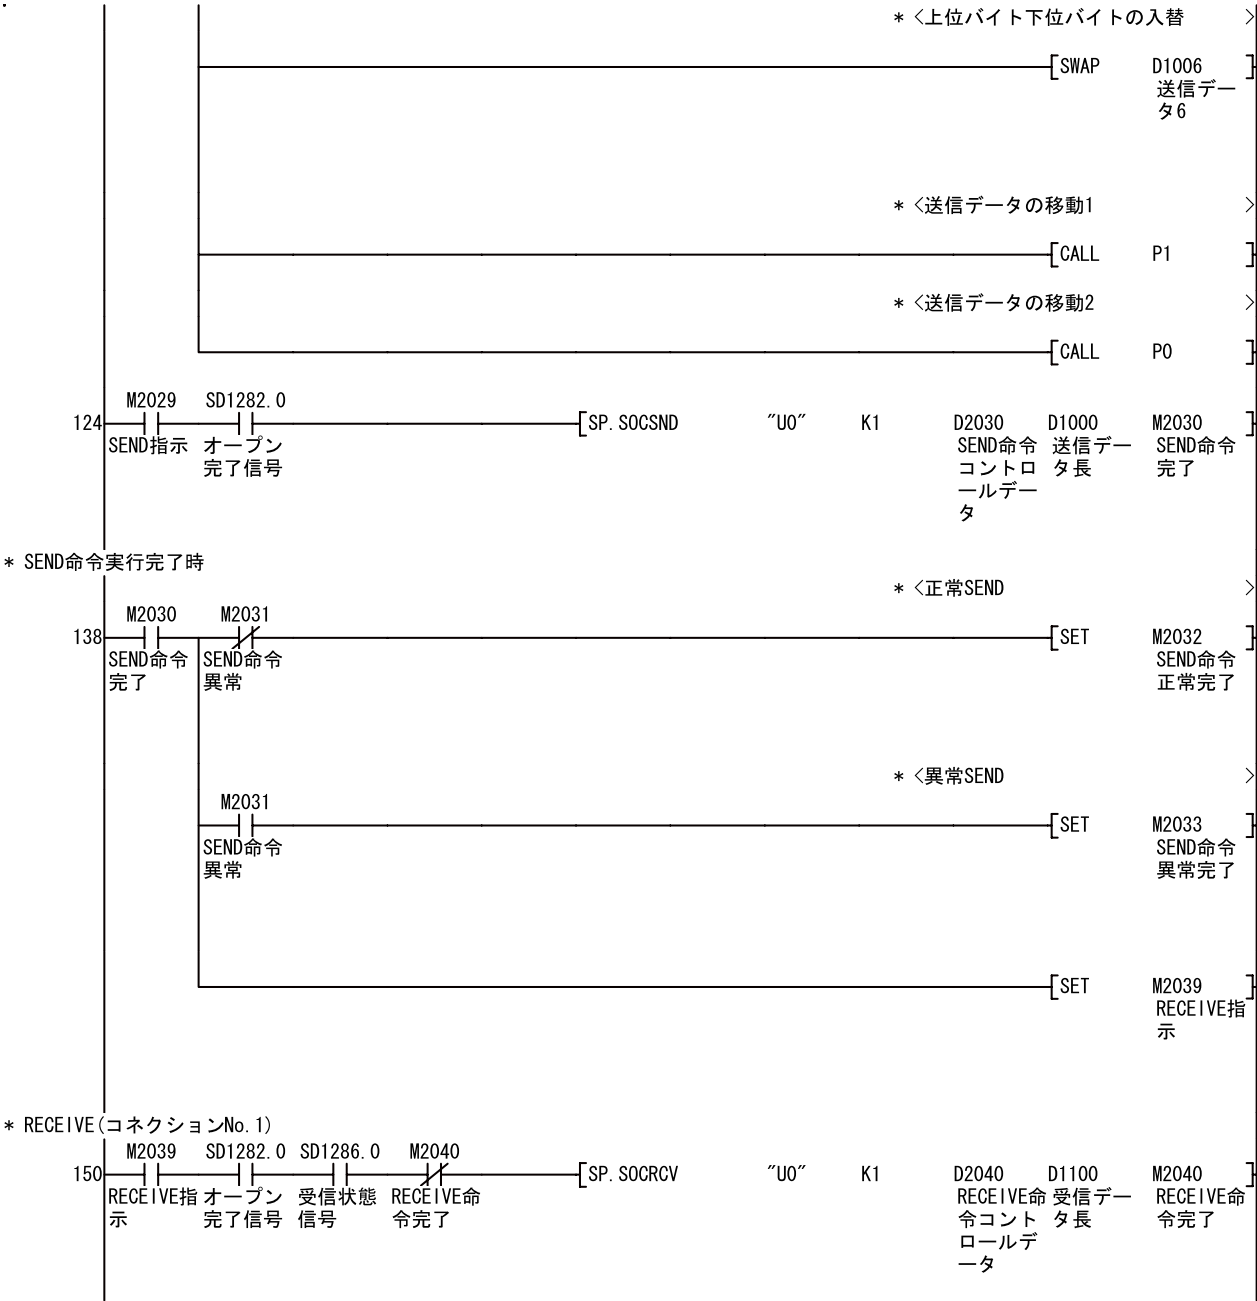 * <上位バイト下位バイトの入替 >
[SWAP D1006 ]
送信デー
タ6
* <送信データの移動1 >
[CALL P1 ]
* <送信データの移動2 >
[CALL P0 ]
M2029 SD1282.0
124 [SP.SOCSND "U0" K1 D2030 D1000 M2030 ]
SEND指示 オープン SEND命令 送信デー SEND命令
完了信号 コントロ タ長 完了
ールデー
タ
* SEND命令実行完了時
* <正常SEND >
M2030 M2031
138 [SET M2032 ]
SEND命令 SEND命令 SEND命令
完了 異常 正常完了
* <異常SEND >
M2031
[SET M2033 ]
SEND命令 SEND命令
異常 異常完了
[SET M2039 ]
RECEIVE指
示
* RECEIVE(コネクションNo.1)
M2039 SD1282.0 SD1286.0 M2040
150 [SP.SOCRCV "U0" K1 D2040 D1100 M2040 ]
RECEIVE指 オープン 受信状態 RECEIVE命 RECEIVE命 受信デー RECEIVE命
示 完了信号 信号 令完了 令コント タ長 令完了
ロールデ
ータ